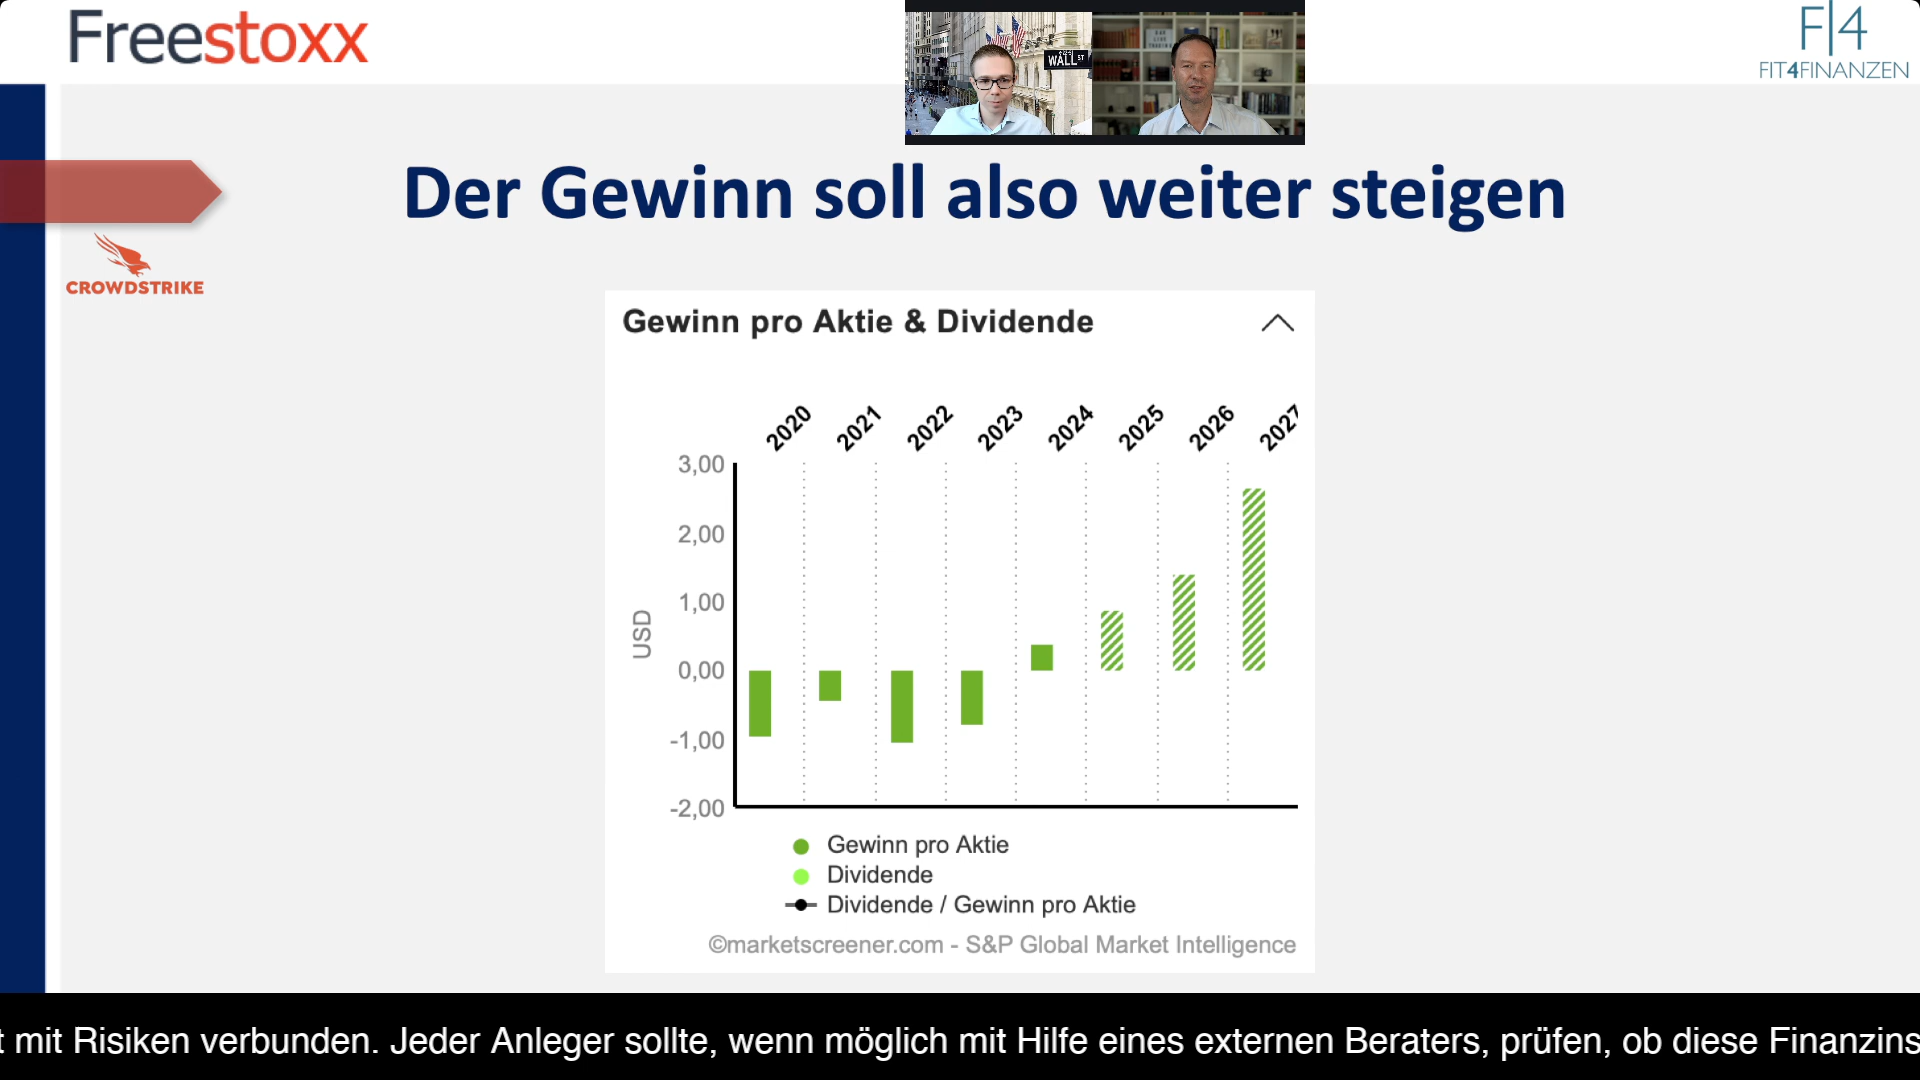 Freestoxx
WALL ST
F|4
FIT4FINANZEN
Der Gewinn soll also weiter steigen
CROWDSTRIKE
Gewinn pro Aktie & Dividende
2020 2021 2022 2023 2024 2025 2026 2027
3,00
2,00
1,00
0,00
-1,00
-2,00
USD
Gewinn pro Aktie
Dividende
Dividende / Gewinn pro Aktie
©marketscreener.com - S&P Global Market Intelligence
t mit Risiken verbunden. Jeder Anleger sollte, wenn möglich mit Hilfe eines externen Beraters, prüfen, ob diese Finanzins